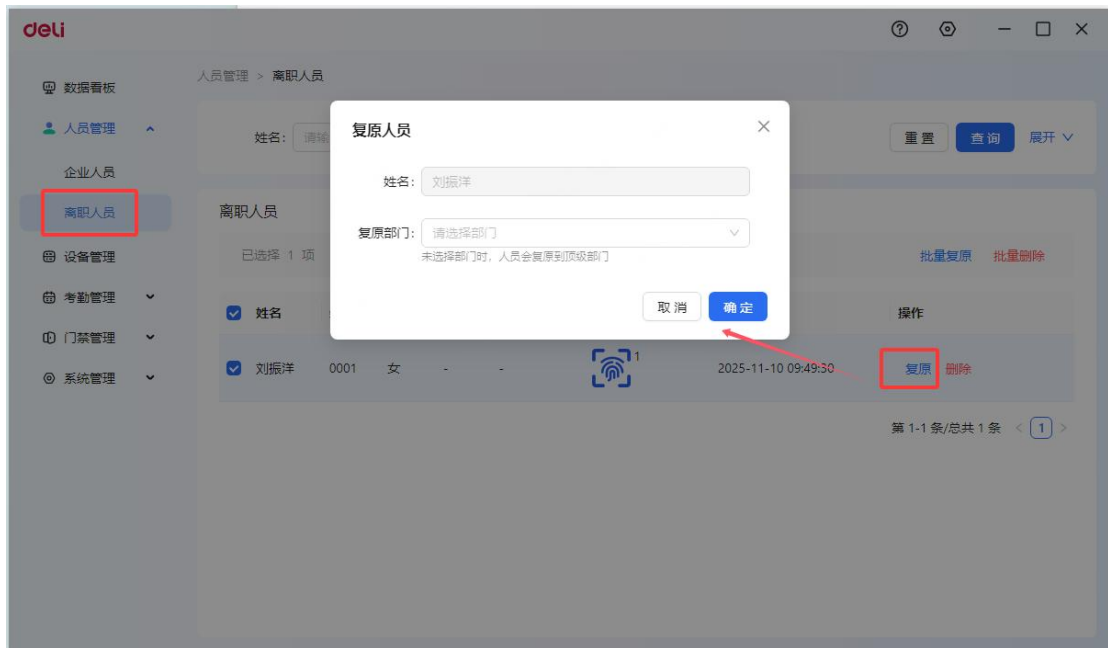 deli
数据看板
人员管理
企业人员
离职人员
设备管理
考勤管理
门禁管理
系统管理
人员管理 > 离职人员
姓名: 请输
重置 查询 展开
离职人员
已选择 1 项 批量复原 批量删除
姓名 操作
刘振洋 0001 女 - - 1 2025-11-10 09:49:30 复原 删除
第 1-1 条/总共 1 条 < 1 >
复原人员
姓名: 刘振洋
复原部门: 请选择部门
未选择部门时，人员会复原到顶级部门
取消 确定